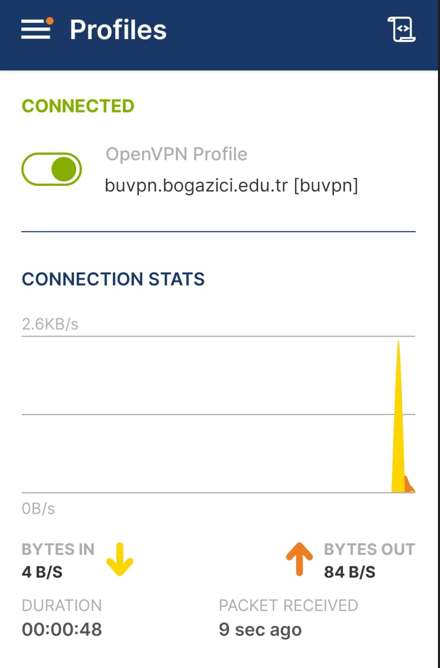 Profiles
CONNECTED
OpenVPN Profile
buvpn.bogazici.edu.tr [buvpn]
CONNECTION STATS
2.6KB/s
0B/s
BYTES IN
4 B/S
BYTES OUT
84 B/S
DURATION
00:00:48
PACKET RECEIVED
9 sec ago